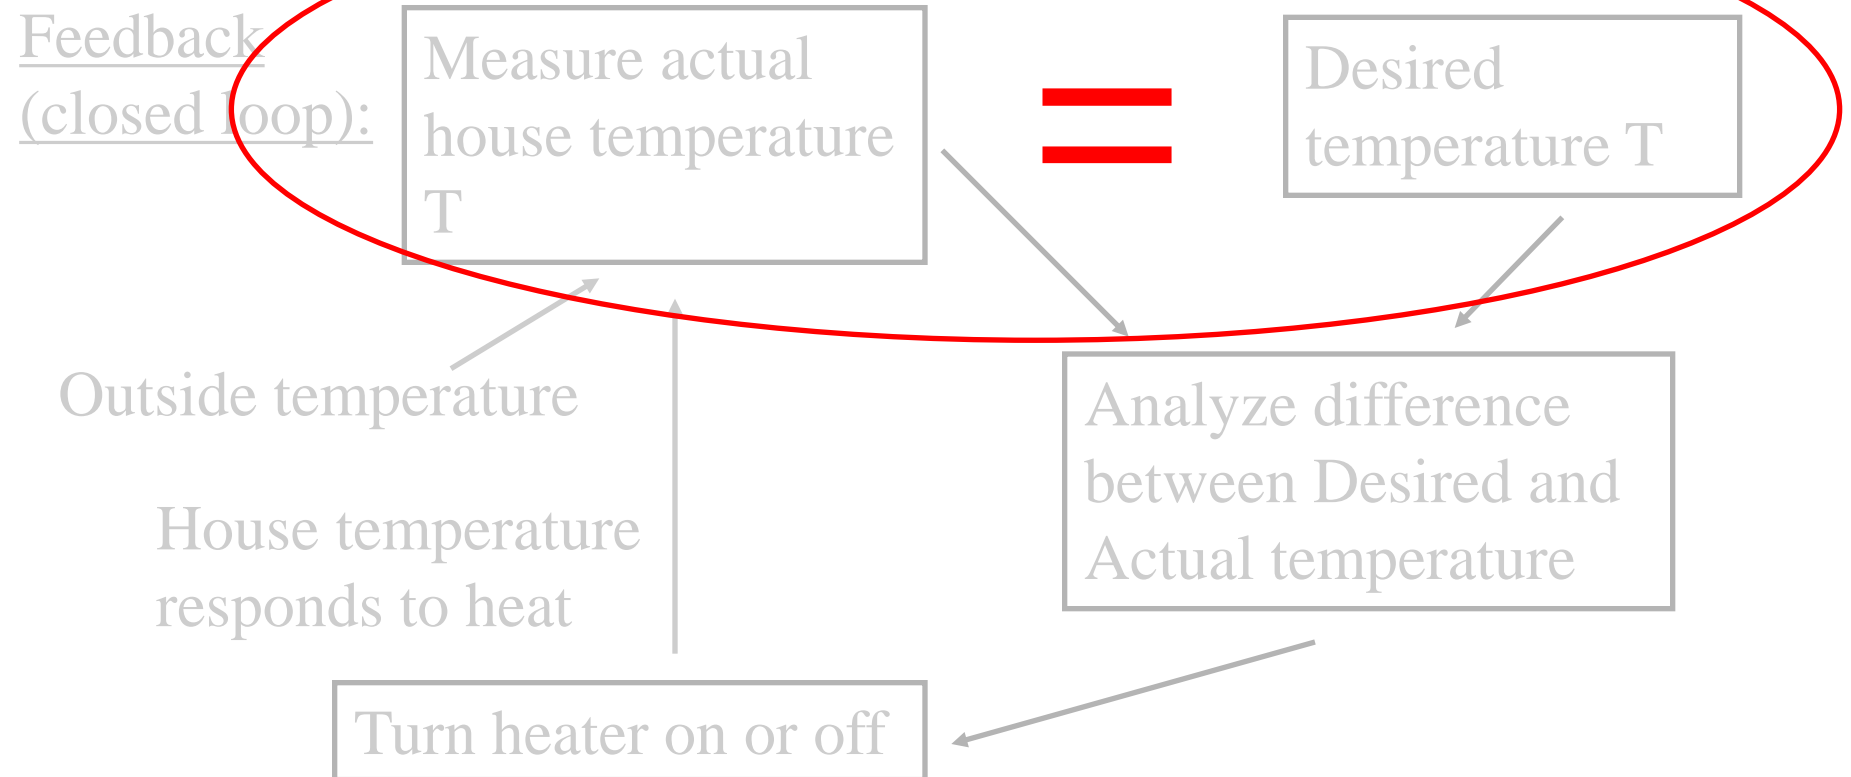 Feedback
(closed loop):
Measure actual
house temperature
T
=
Desired
temperature T
Outside temperature
Analyze difference
between Desired and
Actual temperature
House temperature
responds to heat
Turn heater on or off